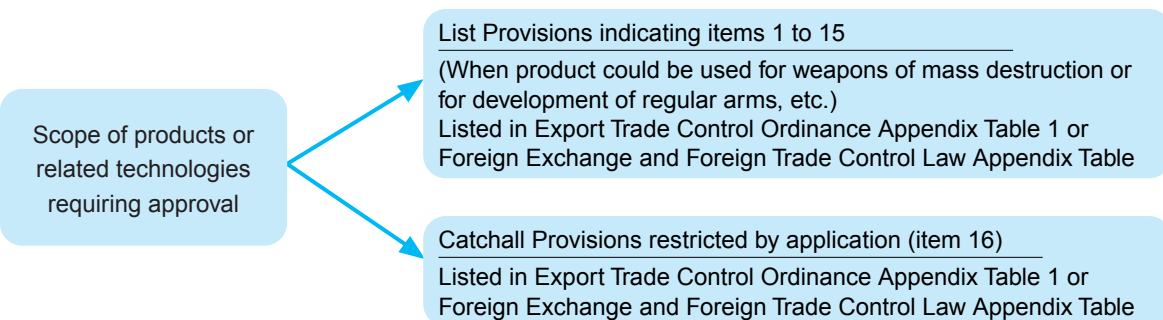 Scope of products or
related technologies
requiring approval
List Provisions indicating items 1 to 15
(When product could be used for weapons of mass destruction or
for development of regular arms, etc.)
Listed in Export Trade Control Ordinance Appendix Table 1 or
Foreign Exchange and Foreign Trade Control Law Appendix Table
Catchall Provisions restricted by application (item 16)
Listed in Export Trade Control Ordinance Appendix Table 1 or
Foreign Exchange and Foreign Trade Control Law Appendix Table